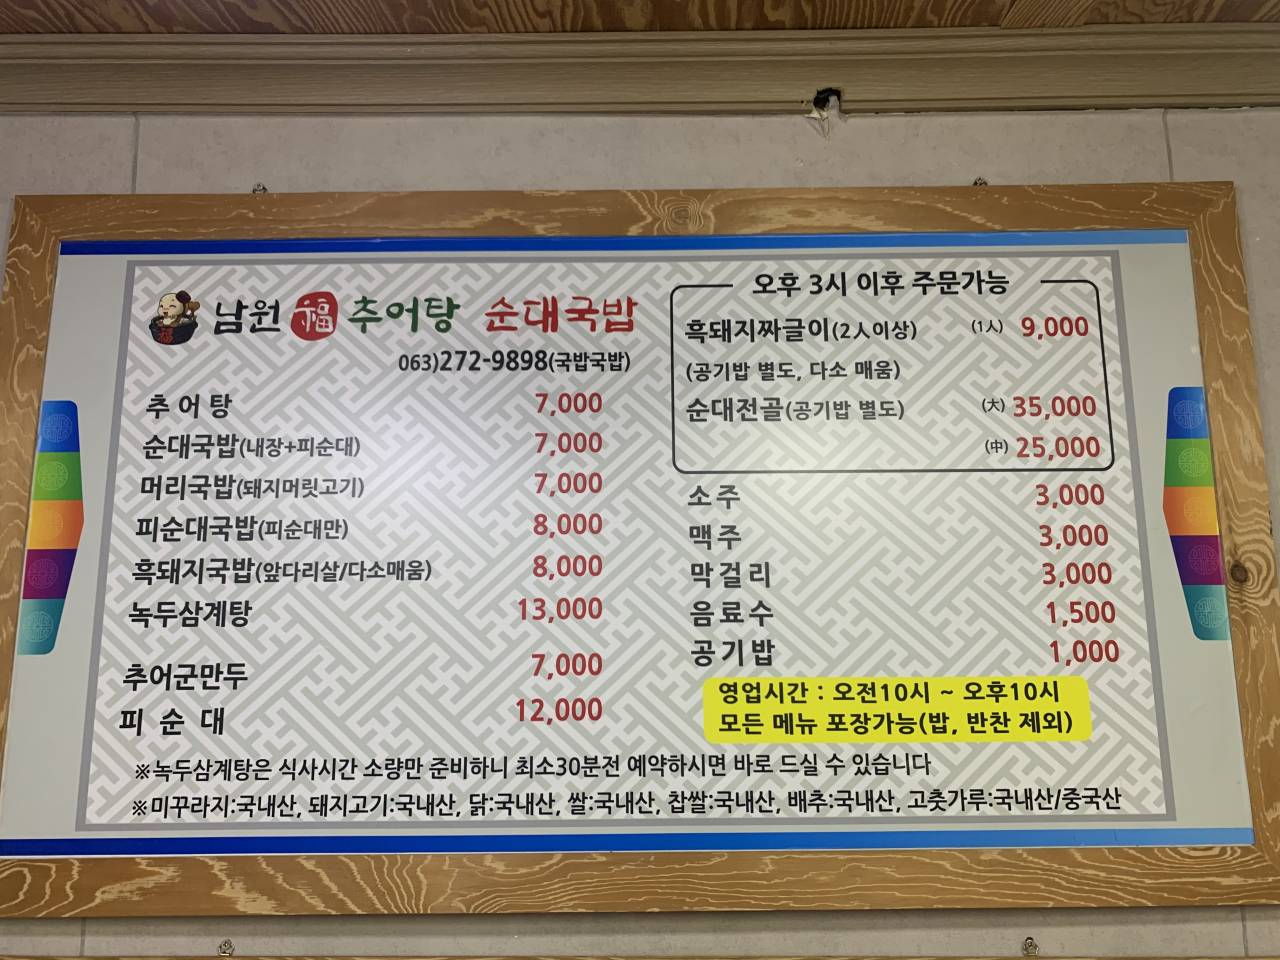 남원 福 추어탕 순대국밥
063)272-9898(국밥국밥)
추어탕 7,000
순대국밥(내장+피순대) 7,000
머리국밥(돼지머릿고기) 7,000
피순대국밥(피순대만) 8,000
흑돼지국밥(앞다리살/다소매움) 8,000
녹두삼계탕 13,000
추어군만두 7,000
피순대 12,000
오후 3시 이후 주문가능
흑돼지짜글이(2人이상) (1人) 9,000
(공기밥 별도, 다소 매움)
순대전골(공기밥 별도) (大) 35,000
(中) 25,000
소주 3,000
맥주 3,000
막걸리 3,000
음료수 1,500
공기밥 1,000
영업시간 : 오전10시 ~ 오후10시
모든 메뉴 포장가능(밥, 반찬 제외)
※녹두삼계탕은 식사시간 소량만 준비하니 최소30분전 예약하시면 바로 드실 수 있습니다
※미꾸라지:국내산, 돼지고기:국내산, 닭:국내산, 쌀:국내산, 찹쌀:국내산, 배추:국내산, 고춧가루:국내산/중국산